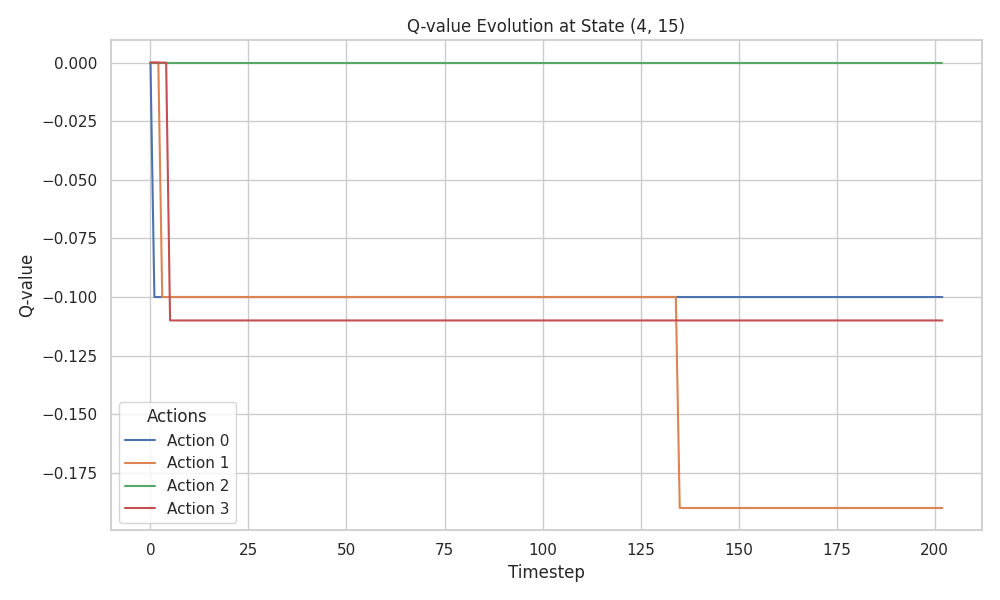 Q-value Evolution at State (4, 15)
Q-value
0.000
−0.025
−0.050
−0.075
−0.100
−0.125
−0.150
−0.175
Actions
Action 0
Action 1
Action 2
Action 3
0 25 50 75 100 125 150 175 200
Timestep